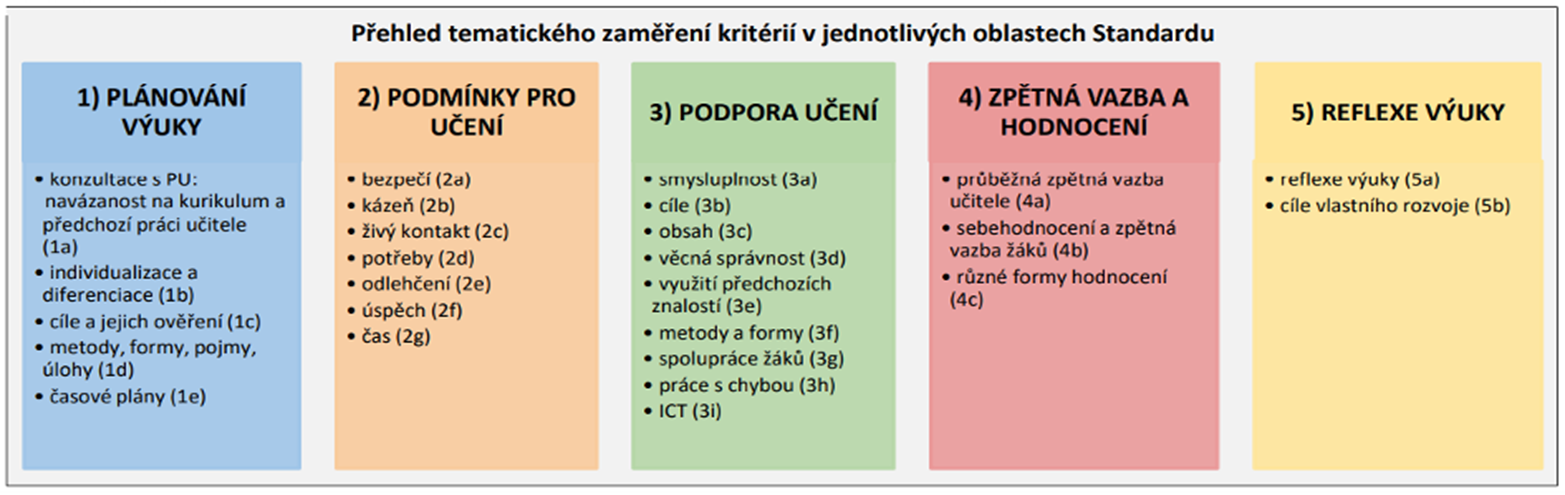 Přehled tematického zaměření kritérií v jednotlivých oblastech Standardu
1) PLÁNOVÁNÍ
VÝUKY
• konzultace s PU:
navázanost na kurikulum a
předchozí práci učitele
(1a)
• individualizace a
diferenciace (1b)
• cíle a jejich ověření (1c)
• metody, formy, pojmy,
úlohy (1d)
• časové plány (1e)
2) PODMÍNKY PRO
UČENÍ
• bezpečí (2a)
• kázeň (2b)
• živý kontakt (2c)
• potřeby (2d)
• odlehčení (2e)
• úspěch (2f)
• čas (2g)
3) PODPORA UČENÍ
• smysluplnost (3a)
• cíle (3b)
• obsah (3c)
• věcná správnost (3d)
• využití předchozích
znalostí (3e)
• metody a formy (3f)
• spolupráce žáků (3g)
• práce s chybou (3h)
• ICT (3i)
4) ZPĚTNÁ VAZBA A
HODNOCENÍ
• průběžná zpětná vazba
učitele (4a)
• sebehodnocení a zpětná
vazba žáků (4b)
• různé formy hodnocení
(4c)
5) REFLEXE VÝUKY
• reflexe výuky (5a)
• cíle vlastního rozvoje (5b)